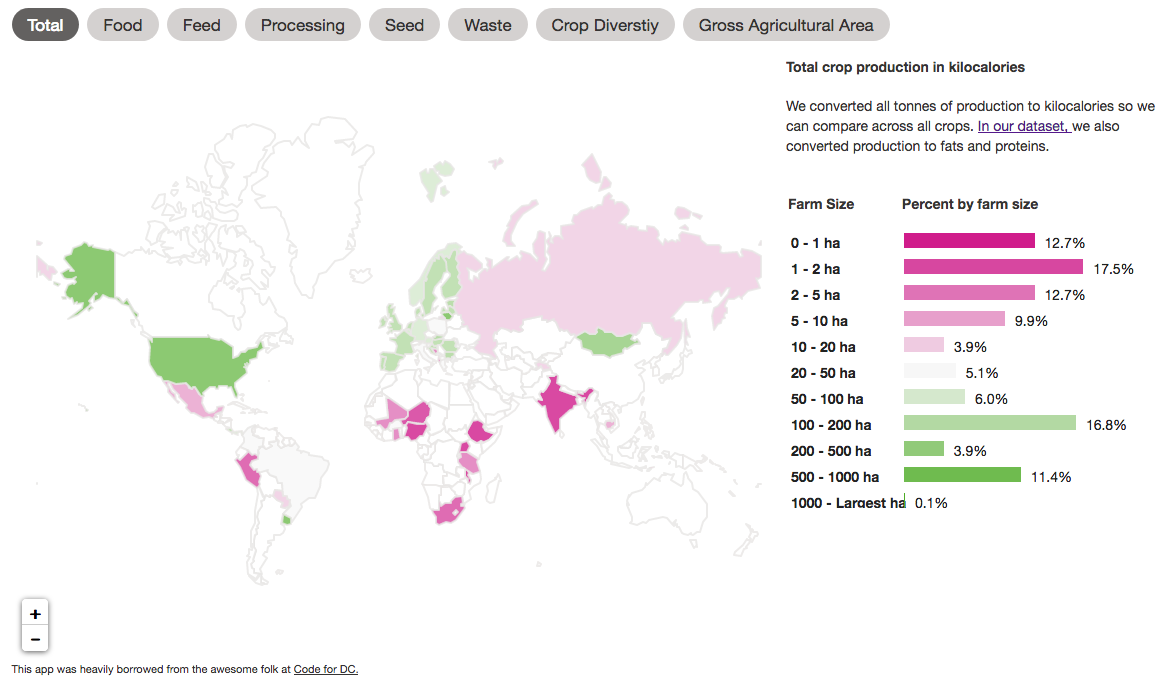 Total Food Feed Processing Seed Waste Crop Diverstiy Gross Agricultural Area
Total crop production in kilocalories
We converted all tonnes of production to kilocalories so we
can compare across all crops. In our dataset, we also
converted production to fats and proteins.
Farm Size Percent by farm size
0 - 1 ha 12.7%
1 - 2 ha 17.5%
2 - 5 ha 12.7%
5 - 10 ha 9.9%
10 - 20 ha 3.9%
20 - 50 ha 5.1%
50 - 100 ha 6.0%
100 - 200 ha 16.8%
200 - 500 ha 3.9%
500 - 1000 ha 11.4%
1000 - Largest ha 0.1%
+
–
This app was heavily borrowed from the awesome folk at Code for DC.